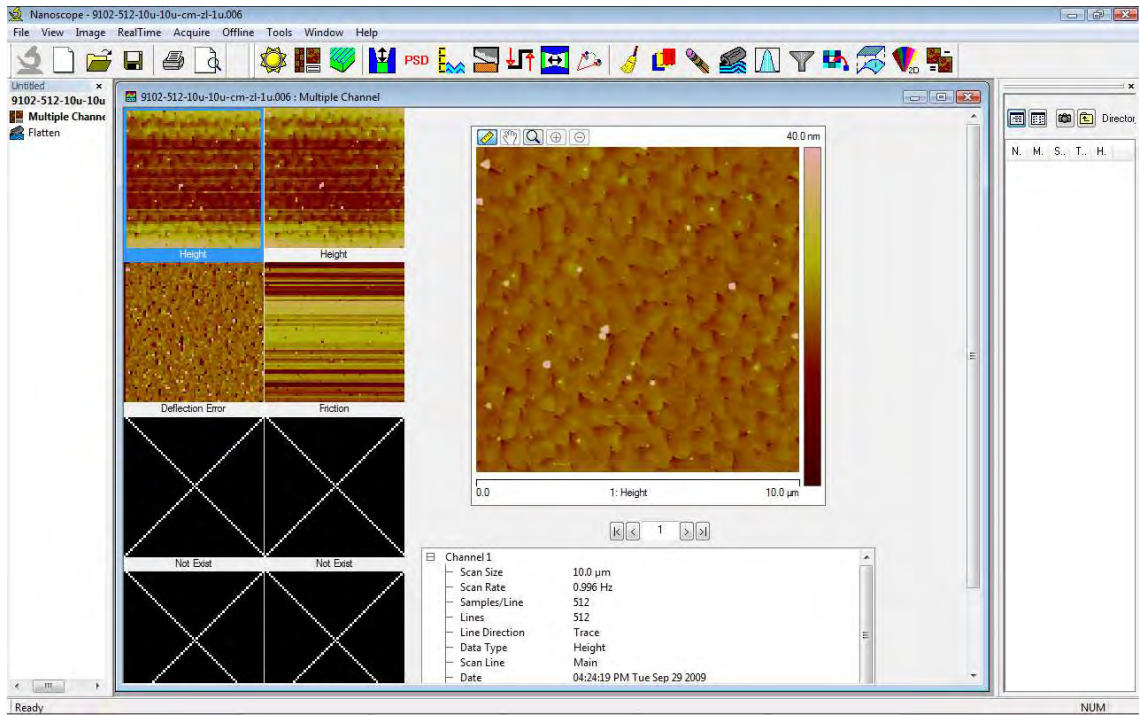 Nanoscope - 9102-512-10u-10u-cm-zl-1u.006
File View Image RealTime Acquire Offline Tools Window Help
PSD
2D
Untitled
9102-512-10u-10u
Multiple Channe
Flatten
9102-512-10u-10u-cm-zl-1u.006 : Multiple Channel
Height Height
Deflection Error Friction
Not Exist Not Exist
40.0 nm
0.0 1: Height 10.0 µm
1
Channel 1
Scan Size 10.0 µm
Scan Rate 0.996 Hz
Samples/Line 512
Lines 512
Line Direction Trace
Data Type Height
Scan Line Main
Date 04:24:19 PM Tue Sep 29 2009
Director
N. M. S.. T.. H.
Ready NUM